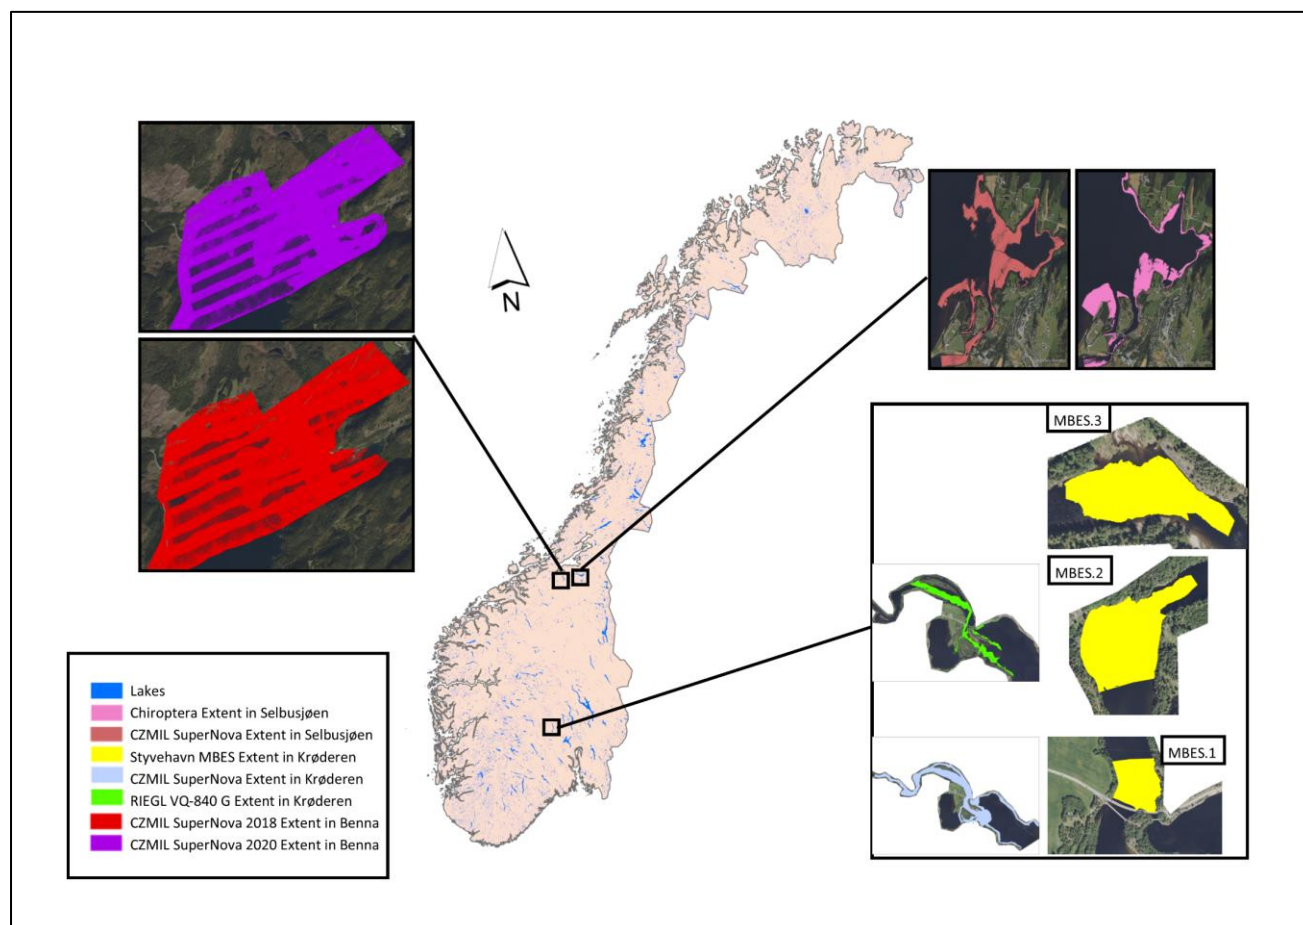 N
MBES.3
MBES.2
MBES.1
Lakes
Chiroptera Extent in Selbusjøen
CZMIL SuperNova Extent in Selbusjøen
Styvehavn MBES Extent in Krøderen
CZMIL SuperNova Extent in Krøderen
RIEGL VQ-840 G Extent in Krøderen
CZMIL SuperNova 2018 Extent in Benna
CZMIL SuperNova 2020 Extent in Benna